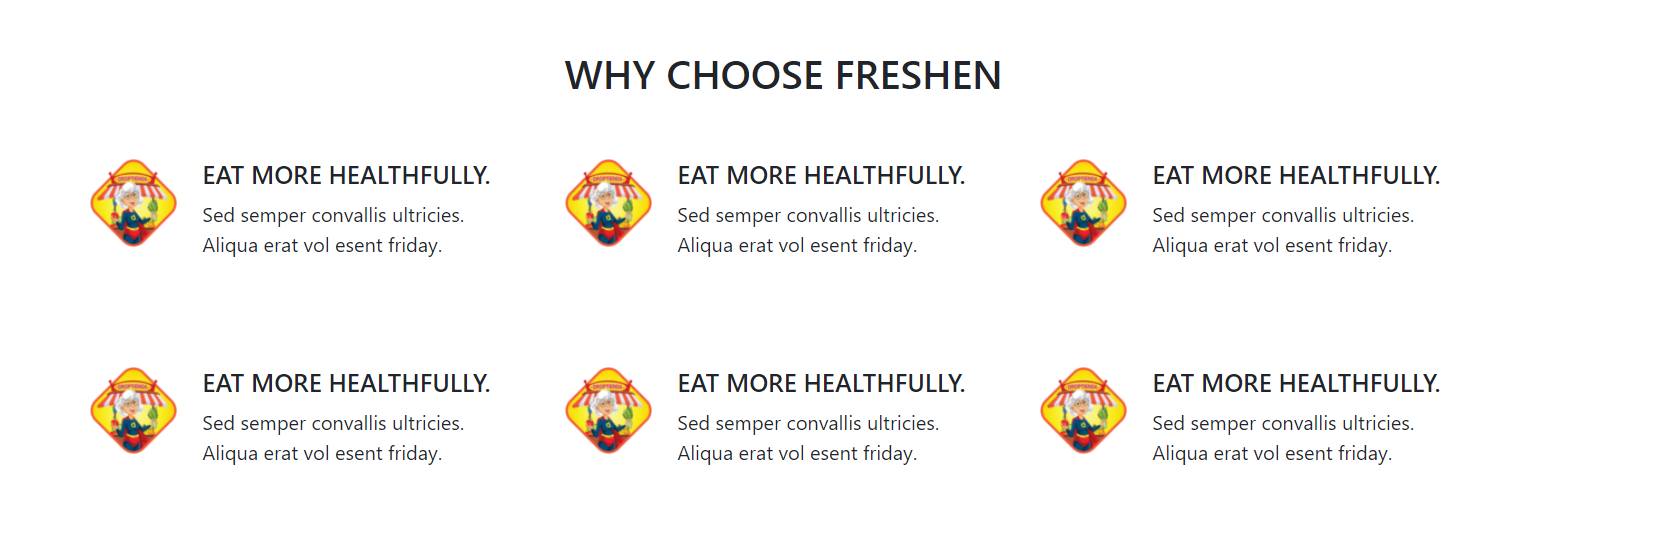 WHY CHOOSE FRESHEN
EAT MORE HEALTHFULLY.
Sed semper convallis ultricies.
Aliqua erat vol esent friday.
EAT MORE HEALTHFULLY.
Sed semper convallis ultricies.
Aliqua erat vol esent friday.
EAT MORE HEALTHFULLY.
Sed semper convallis ultricies.
Aliqua erat vol esent friday.
EAT MORE HEALTHFULLY.
Sed semper convallis ultricies.
Aliqua erat vol esent friday.
EAT MORE HEALTHFULLY.
Sed semper convallis ultricies.
Aliqua erat vol esent friday.
EAT MORE HEALTHFULLY.
Sed semper convallis ultricies.
Aliqua erat vol esent friday.